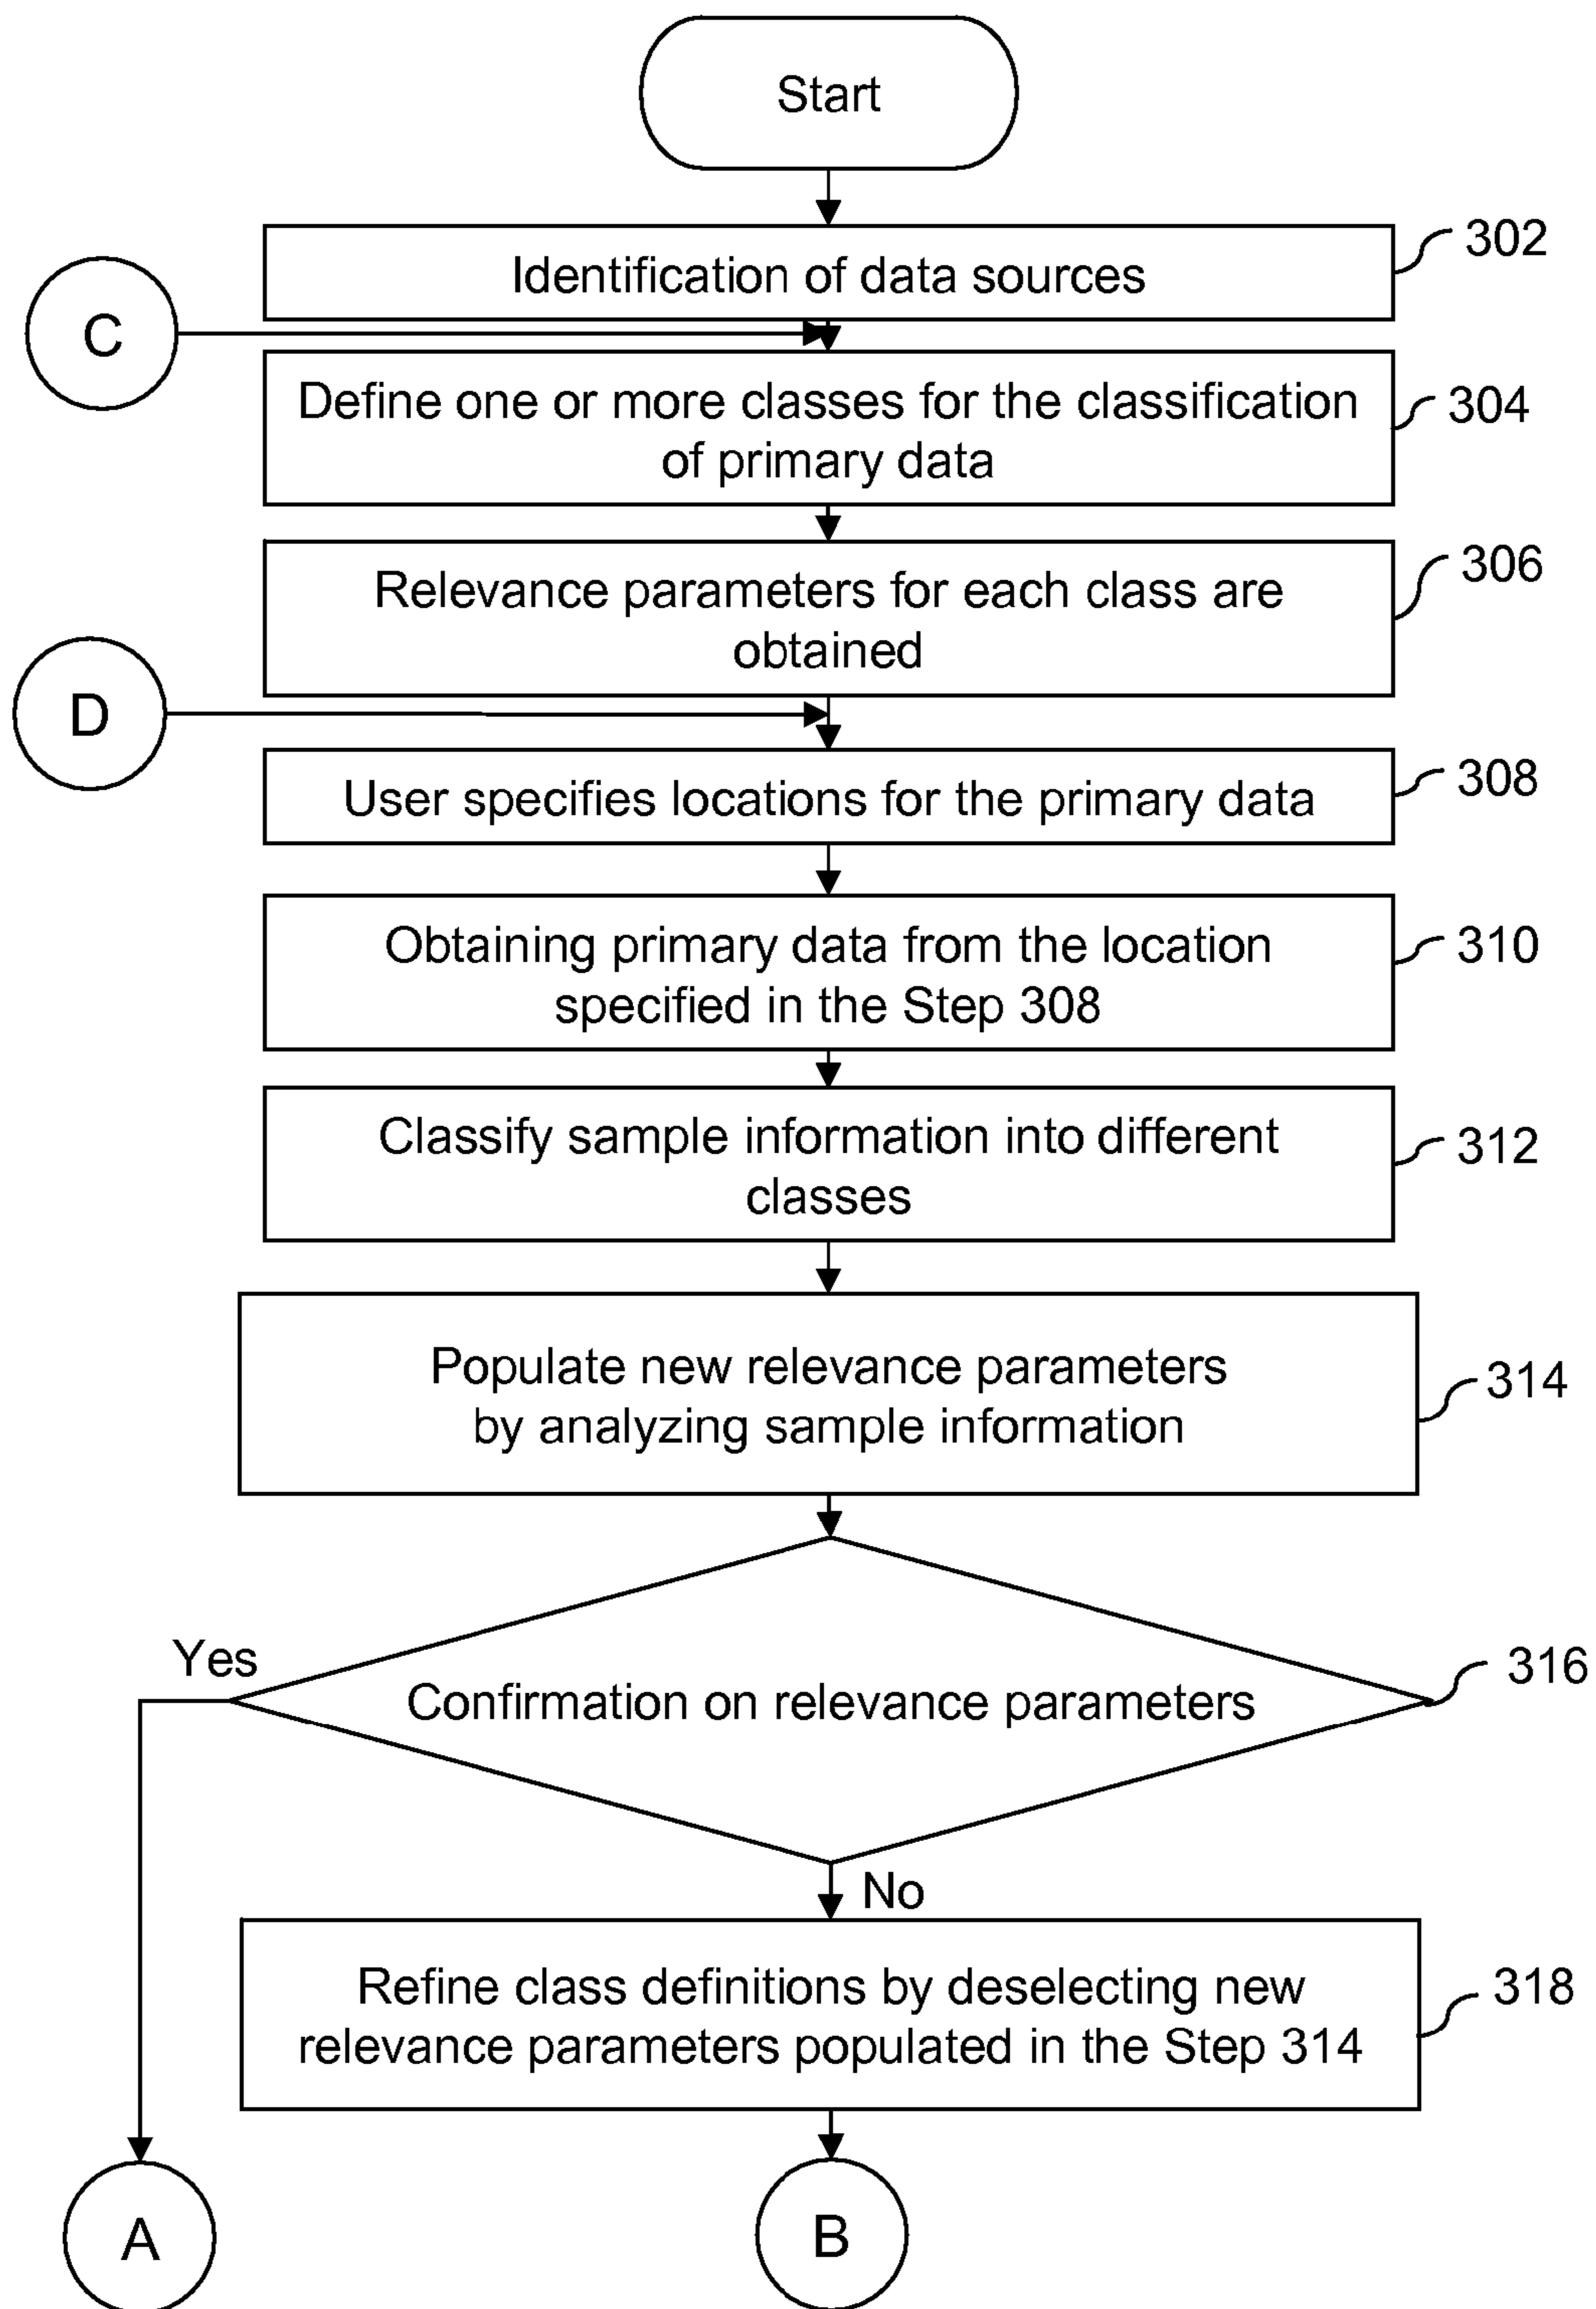 Start
Identification of data sources
302
C
Define one or more classes for the classification
of primary data
304
Relevance parameters for each class are
obtained
306
D
User specifies locations for the primary data
308
Obtaining primary data from the location
specified in the Step 308
310
Classify sample information into different
classes
312
Populate new relevance parameters
by analyzing sample information
314
Yes
Confirmation on relevance parameters
316
No
Refine class definitions by deselecting new
relevance parameters populated in the Step 314
318
A
B